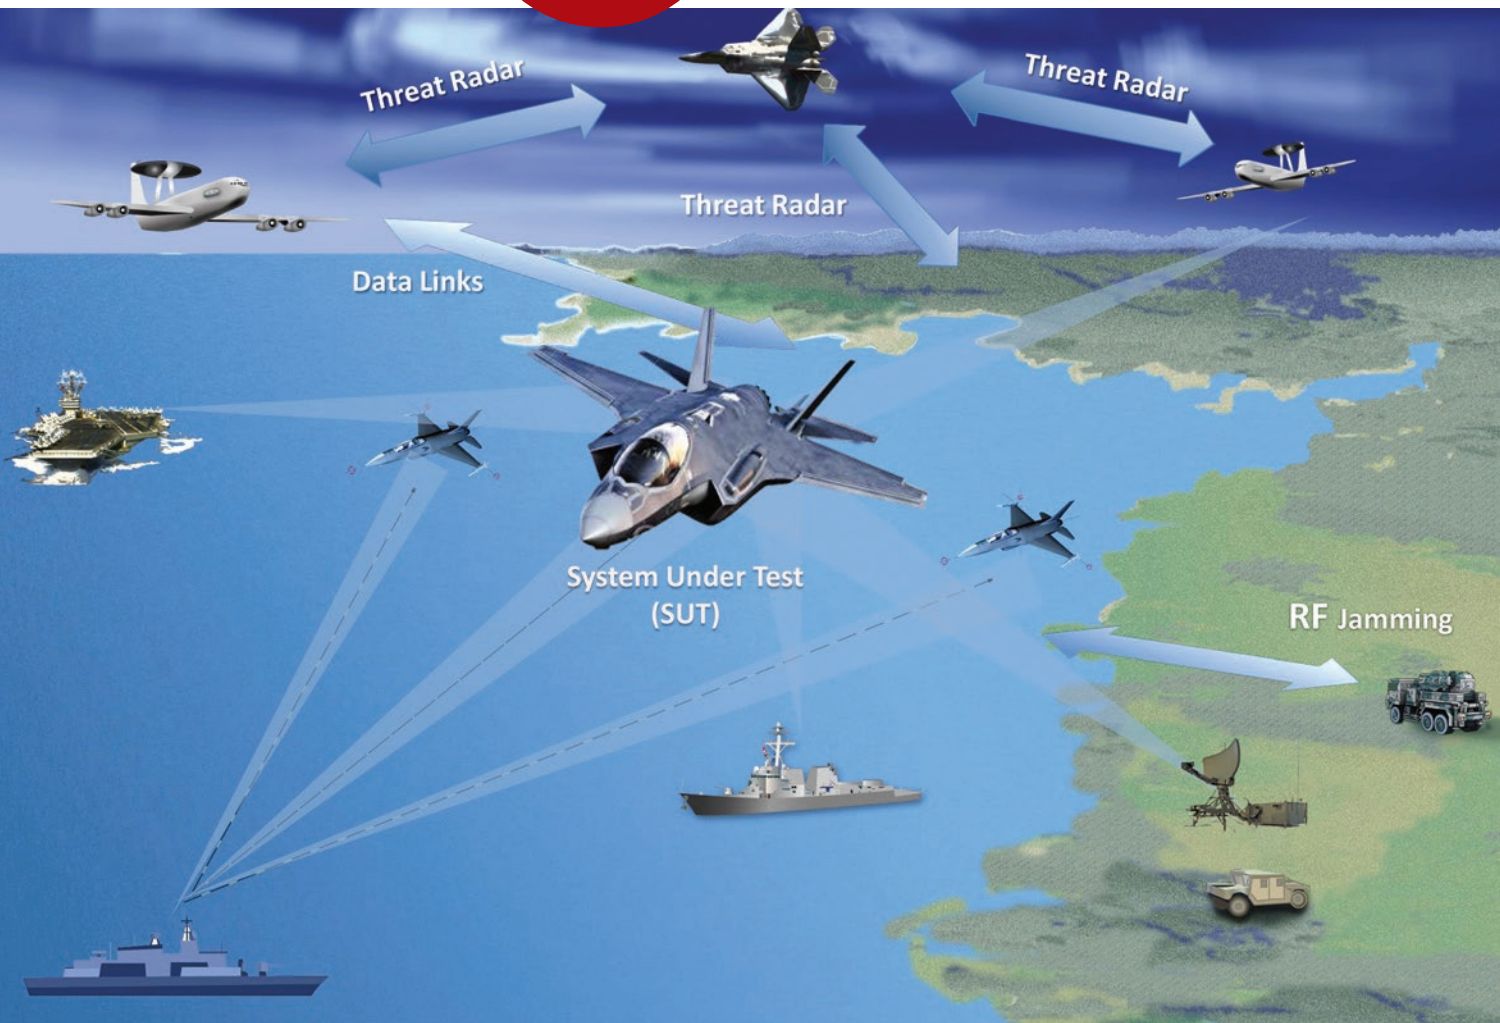 Threat Radar
Threat Radar
Threat Radar
Data Links
System Under Test
(SUT)
RF Jamming